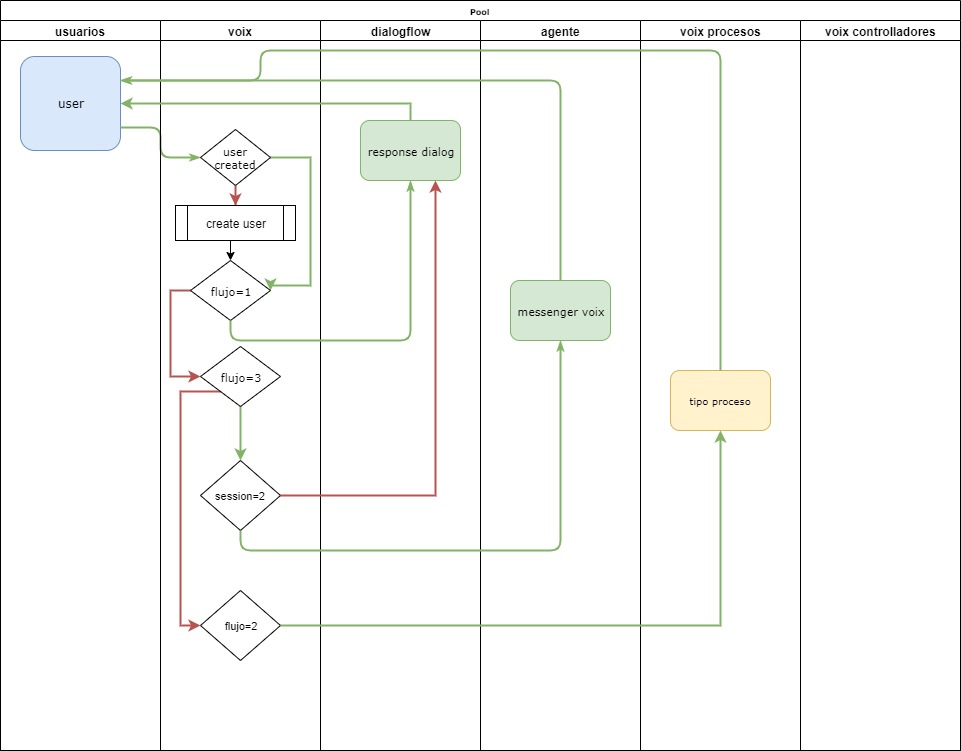 Pool
usuarios
voix
dialogflow
agente
voix procesos
voix controlladores
user
user
created
response dialog
create user
flujo=1
messenger voix
flujo=3
tipo proceso
session=2
flujo=2